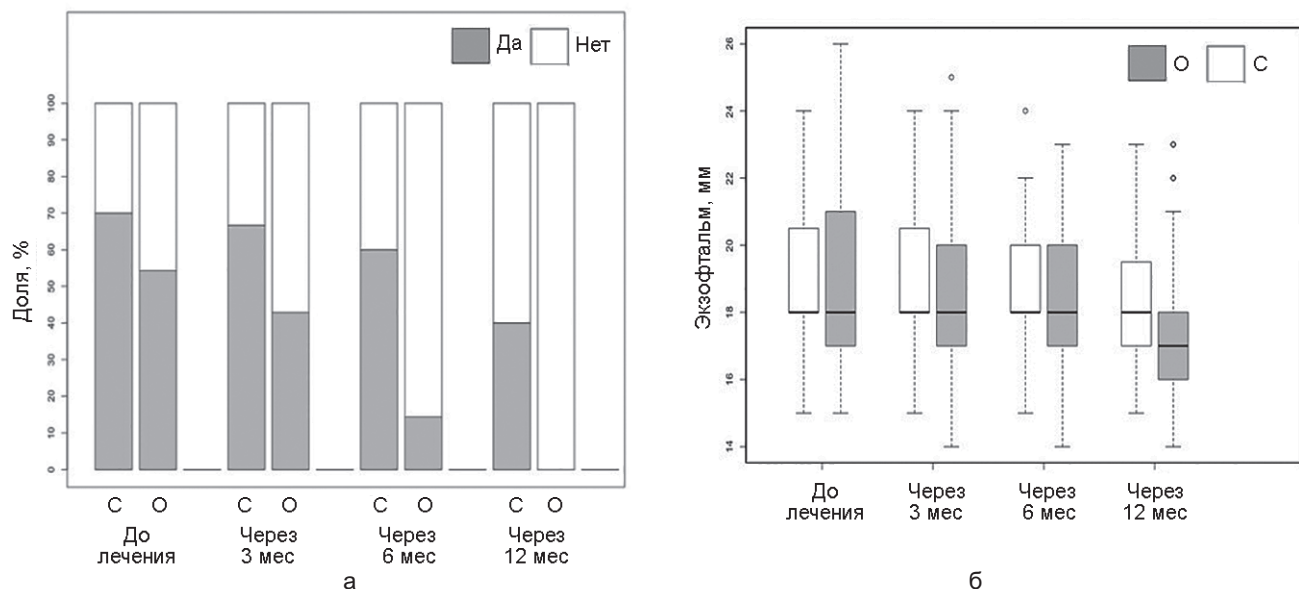 Да Нет
Доля, %
100
90
80
70
60
50
40
30
20
10
0
С О С О С О С О
До лечения
Через 3 мес
Через 6 мес
Через 12 мес
а
О С
Экзофтальм, мм
26
24
22
20
18
16
14
До лечения
Через 3 мес
Через 6 мес
Через 12 мес
б